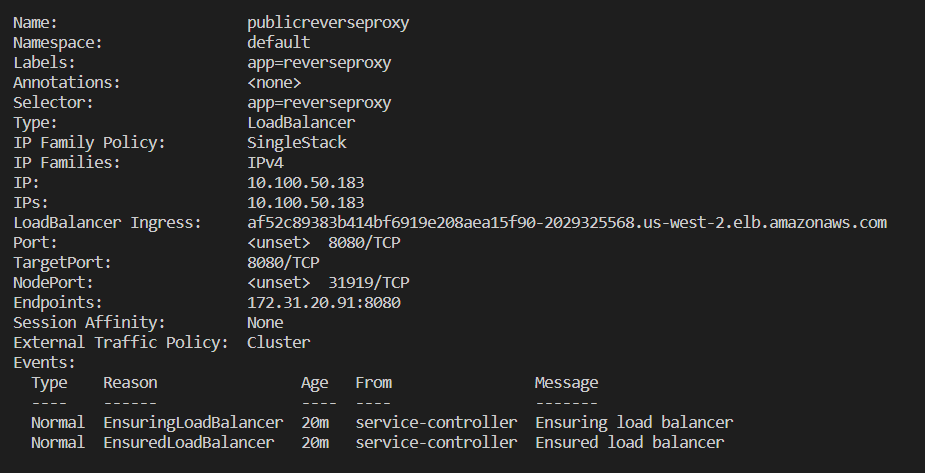 Name: publicreverseproxy
Namespace: default
Labels: app=reverseproxy
Annotations: <none>
Selector: app=reverseproxy
Type: LoadBalancer
IP Family Policy: SingleStack
IP Families: IPv4
IP: 10.100.50.183
IPs: 10.100.50.183
LoadBalancer Ingress: af52c89383b414bf6919e208aea15f90-2029325568.us-west-2.elb.amazonaws.com
Port: <unset> 8080/TCP
TargetPort: 8080/TCP
NodePort: <unset> 31919/TCP
Endpoints: 172.31.20.91:8080
Session Affinity: None
External Traffic Policy: Cluster
Events:
Type Reason Age From Message
---- ------ ---- ---- -------
Normal EnsuringLoadBalancer 20m service-controller Ensuring load balancer
Normal EnsuredLoadBalancer 20m service-controller Ensured load balancer